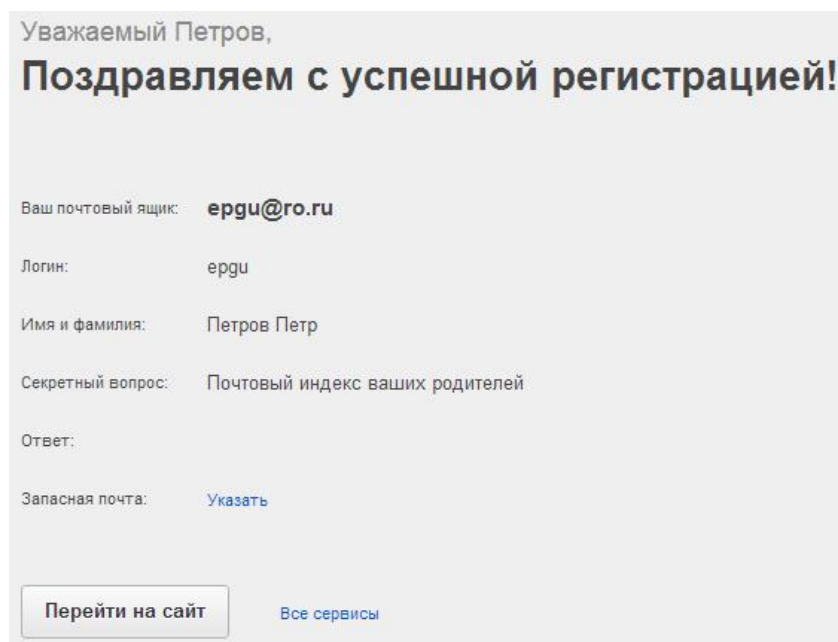 Уважаемый Петров,
Поздравляем с успешной регистрацией!
Ваш почтовый ящик: epgu@ro.ru
Логин: epgu
Имя и фамилия: Петров Петр
Секретный вопрос: Почтовый индекс ваших родителей
Ответ:
Запасная почта: Указать
Перейти на сайт Все сервисы